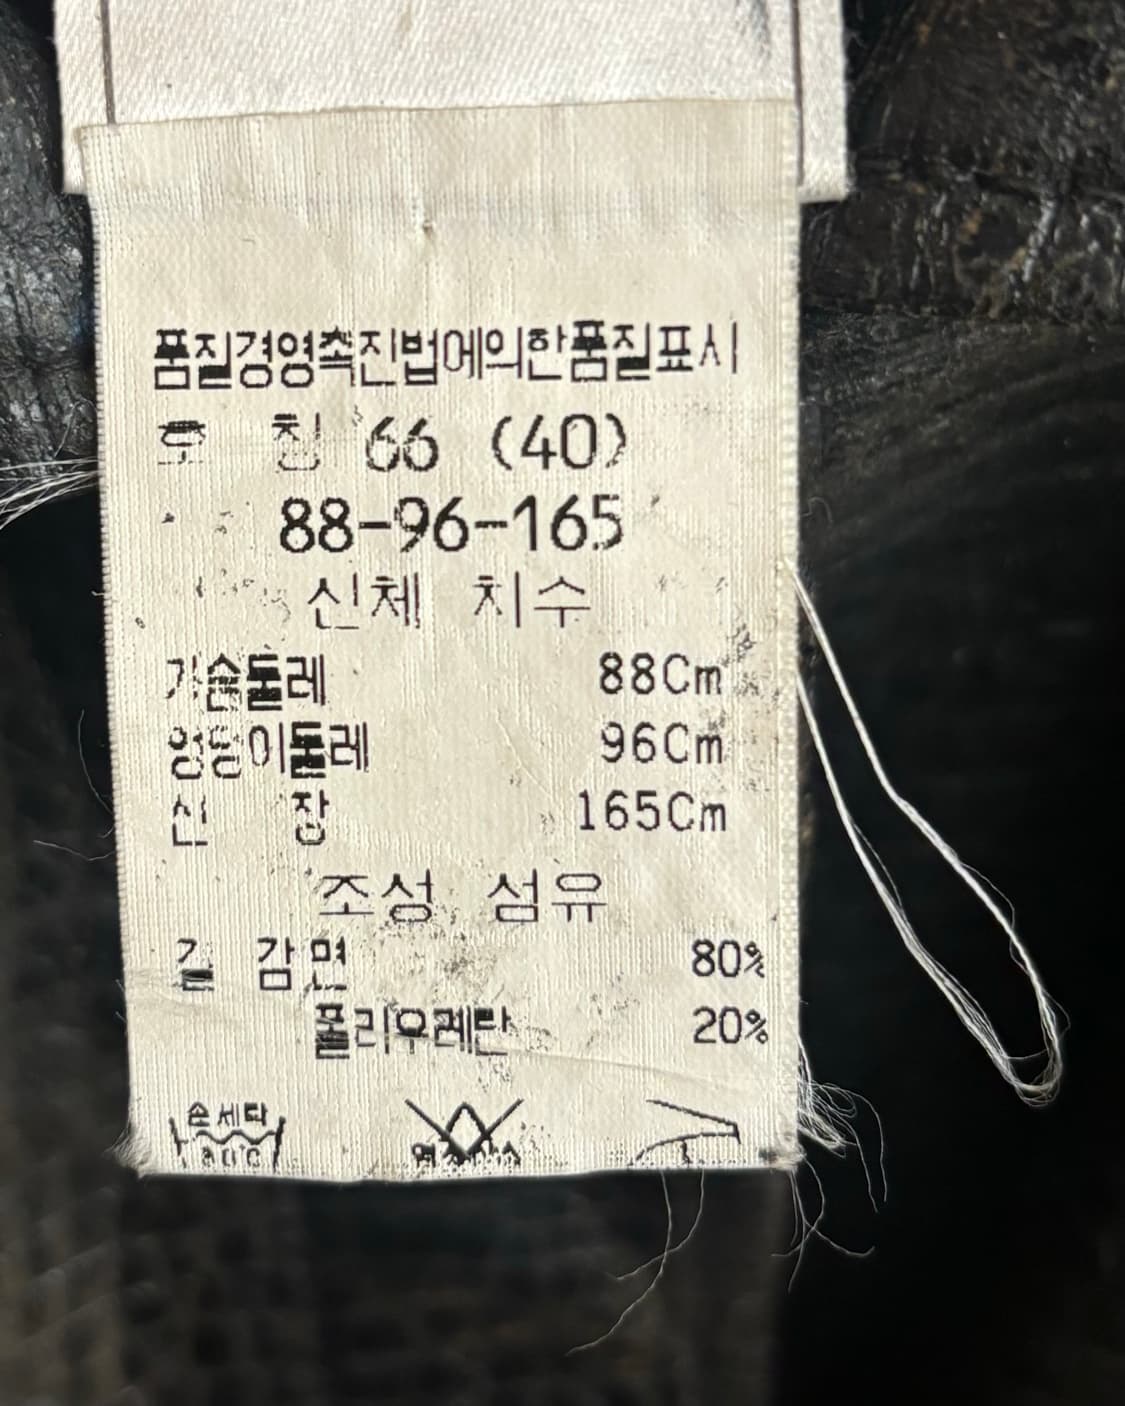 품질경영촉진법에의한품질표시
호 칭 66 (40)
88-96-165
신체 치수
가슴둘레 88Cm
엉덩이둘레 96Cm
신 장 165Cm
조성 섬유
겉 감면 80%
폴리우레탄 20%
손세탁